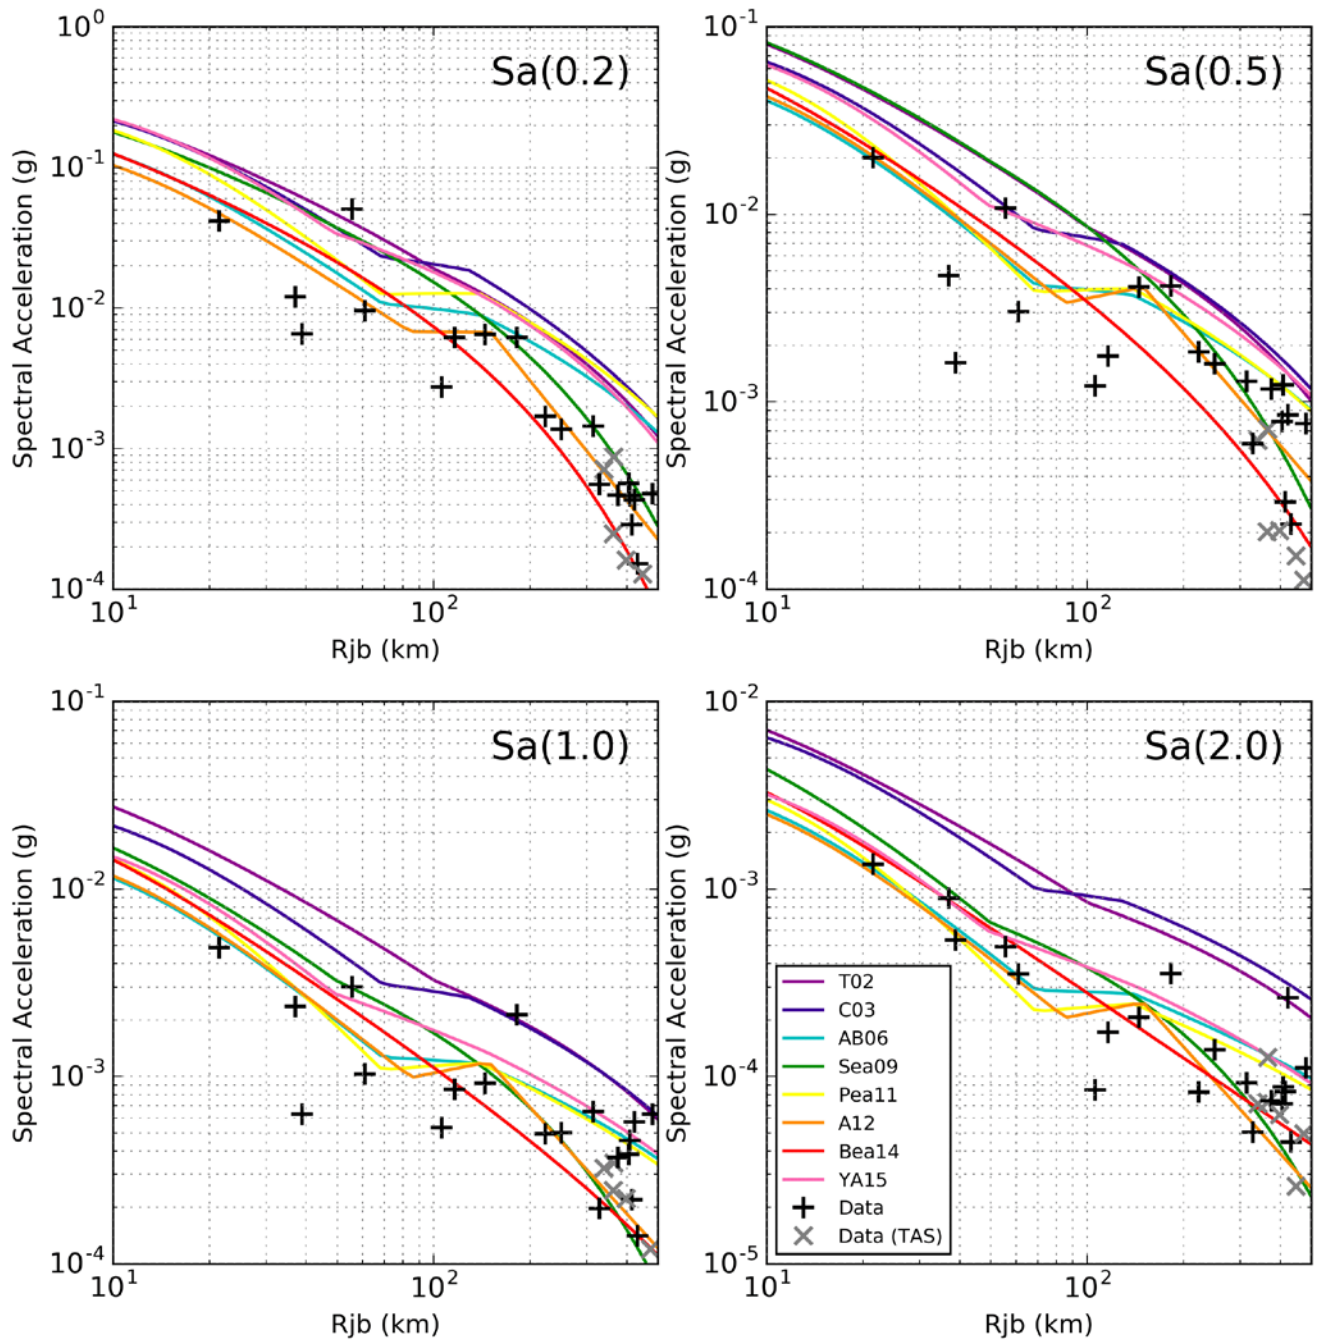 Sa(0.2)
10^0
10^-1
10^-2
10^-3
10^-4
Spectral Acceleration (g)
10^1
10^2
Rjb (km)
Sa(0.5)
10^-1
10^-2
10^-3
10^-4
Spectral Acceleration (g)
10^1
10^2
Rjb (km)
Sa(1.0)
10^-1
10^-2
10^-3
10^-4
Spectral Acceleration (g)
10^1
10^2
Rjb (km)
Sa(2.0)
10^-2
10^-3
10^-4
10^-5
Spectral Acceleration (g)
10^1
10^2
Rjb (km)
T02
C03
AB06
Sea09
Pea11
A12
Bea14
YA15
Data
Data (TAS)